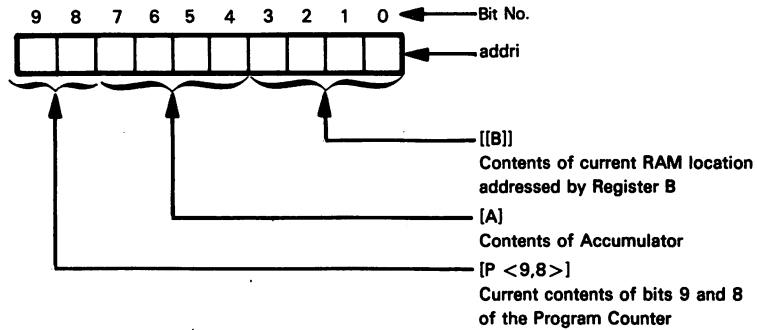 9 8 7 6 5 4 3 2 1 0 Bit No.
addri
[[B]]
Contents of current RAM location
addressed by Register B
[A]
Contents of Accumulator
[P <9,8>]
Current contents of bits 9 and 8
of the Program Counter